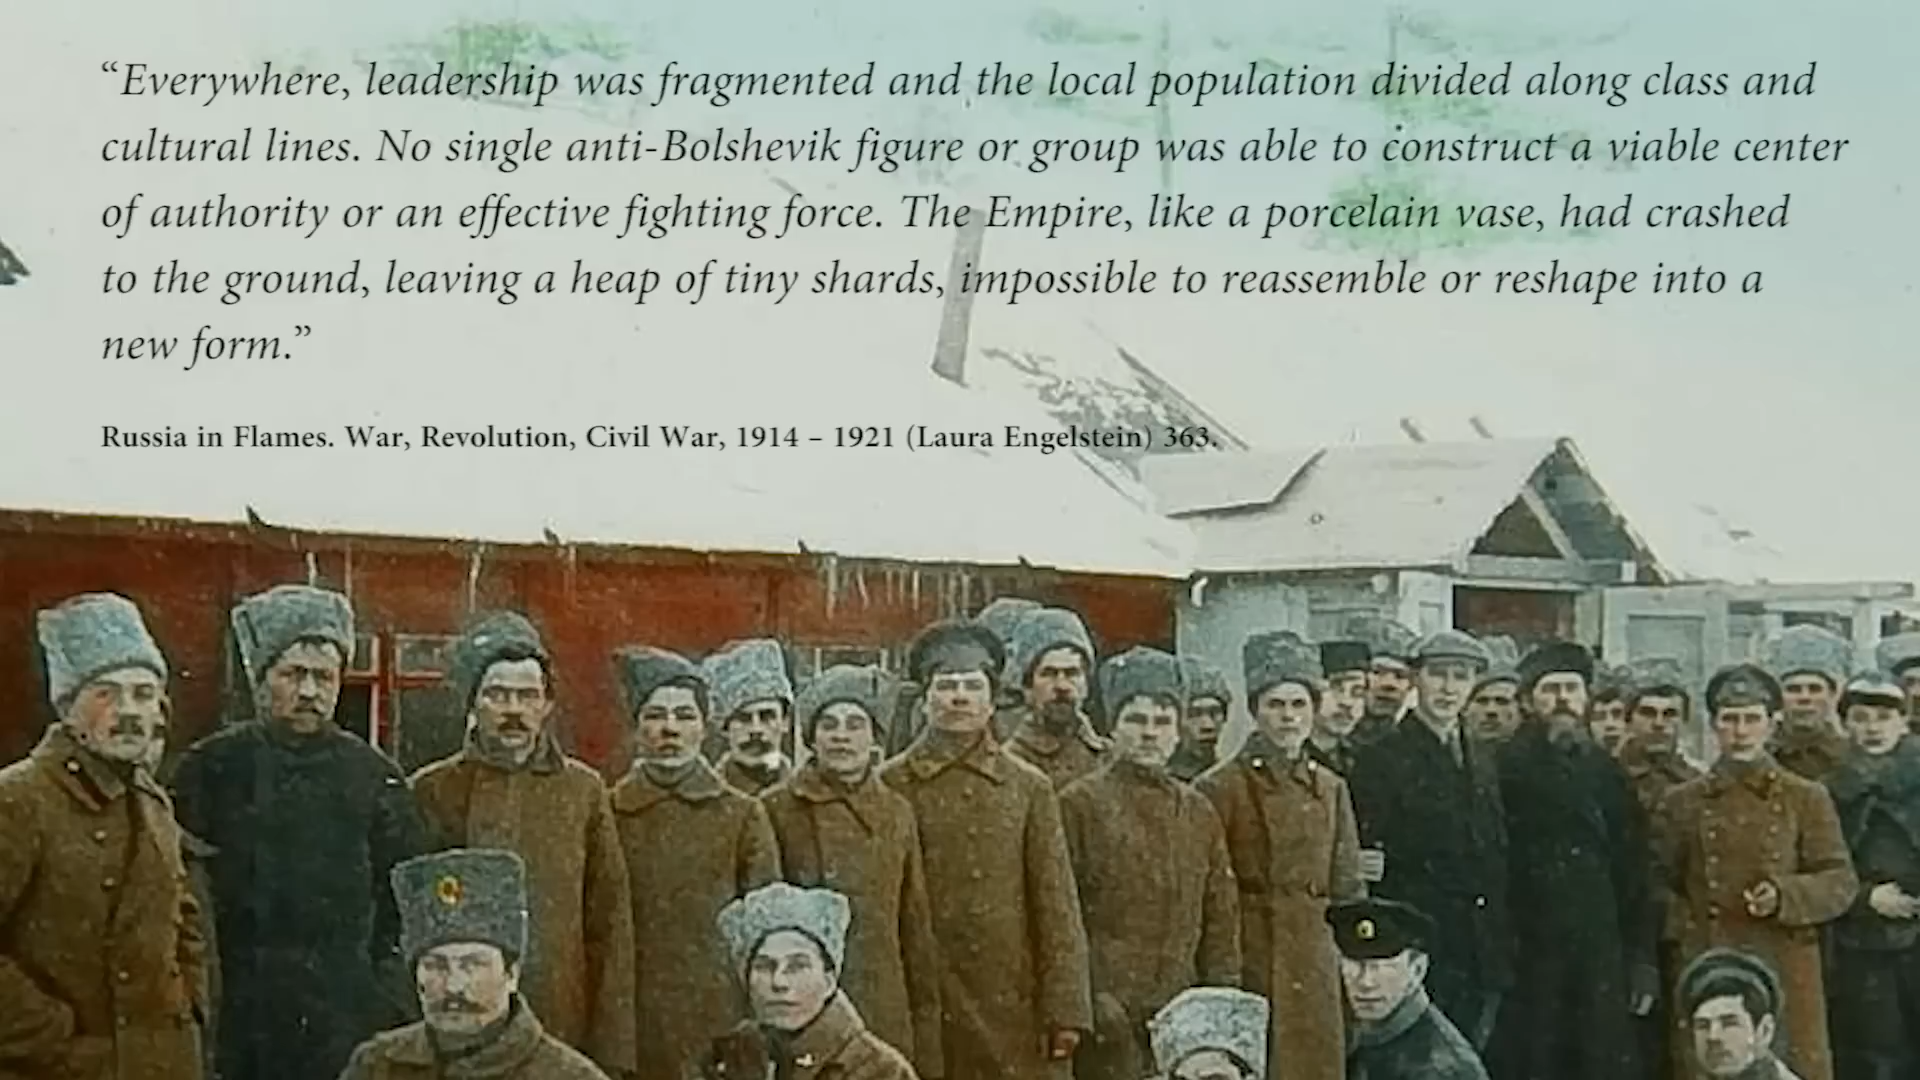 “Everywhere, leadership was fragmented and the local population divided along class and
cultural lines. No single anti-Bolshevik figure or group was able to construct a viable center
of authority or an effective fighting force. The Empire, like a porcelain vase, had crashed
to the ground, leaving a heap of tiny shards, impossible to reassemble or reshape into a
new form.”
Russia in Flames. War, Revolution, Civil War, 1914 – 1921 (Laura Engelstein) 363.